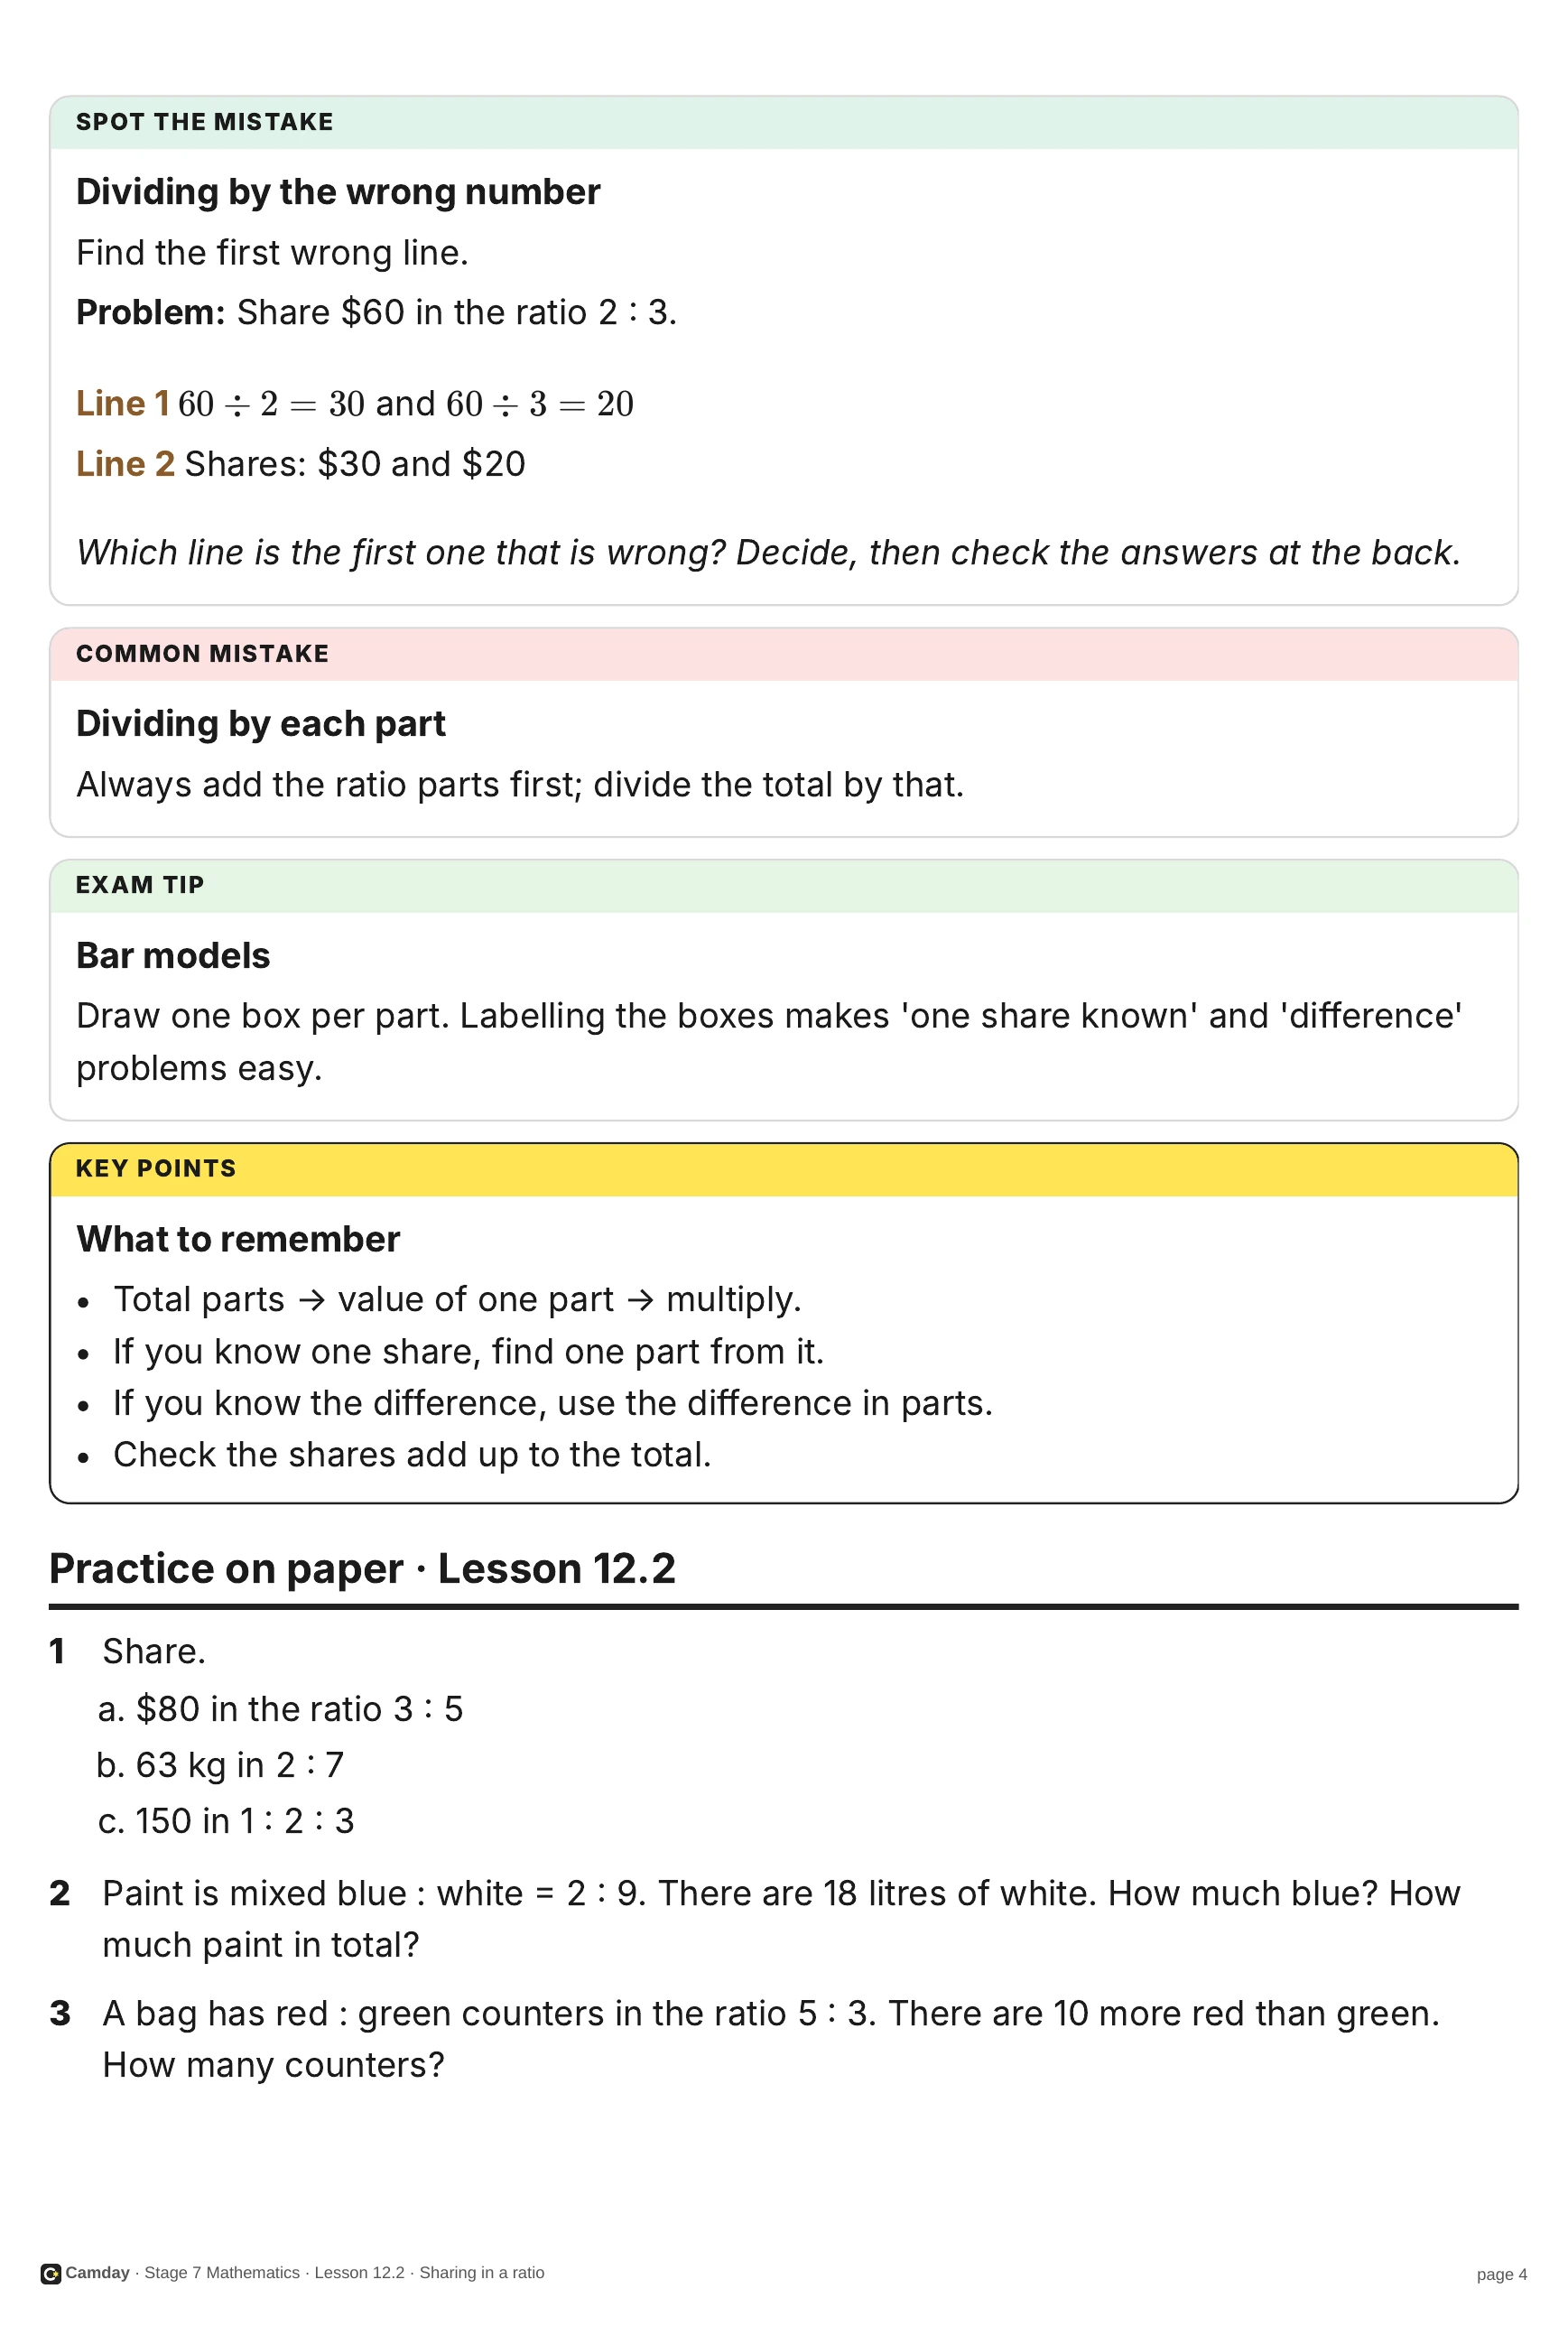 SPOT THE MISTAKE
Dividing by the wrong number
Find the first wrong line.
Problem: Share $60 in the ratio 2 : 3.
Line 1 60 ÷ 2 = 30 and 60 ÷ 3 = 20
Line 2 Shares: $30 and $20
Which line is the first one that is wrong? Decide, then check the answers at the back.
COMMON MISTAKE
Dividing by each part
Always add the ratio parts first; divide the total by that.
EXAM TIP
Bar models
Draw one box per part. Labelling the boxes makes 'one share known' and 'difference'
problems easy.
KEY POINTS
What to remember
• Total parts → value of one part → multiply.
• If you know one share, find one part from it.
• If you know the difference, use the difference in parts.
• Check the shares add up to the total.
Practice on paper · Lesson 12.2
1 Share.
a. $80 in the ratio 3 : 5
b. 63 kg in 2 : 7
c. 150 in 1 : 2 : 3
2 Paint is mixed blue : white = 2 : 9. There are 18 litres of white. How much blue? How
much paint in total?
3 A bag has red : green counters in the ratio 5 : 3. There are 10 more red than green.
How many counters?
Camday · Stage 7 Mathematics · Lesson 12.2 · Sharing in a ratio
page 4